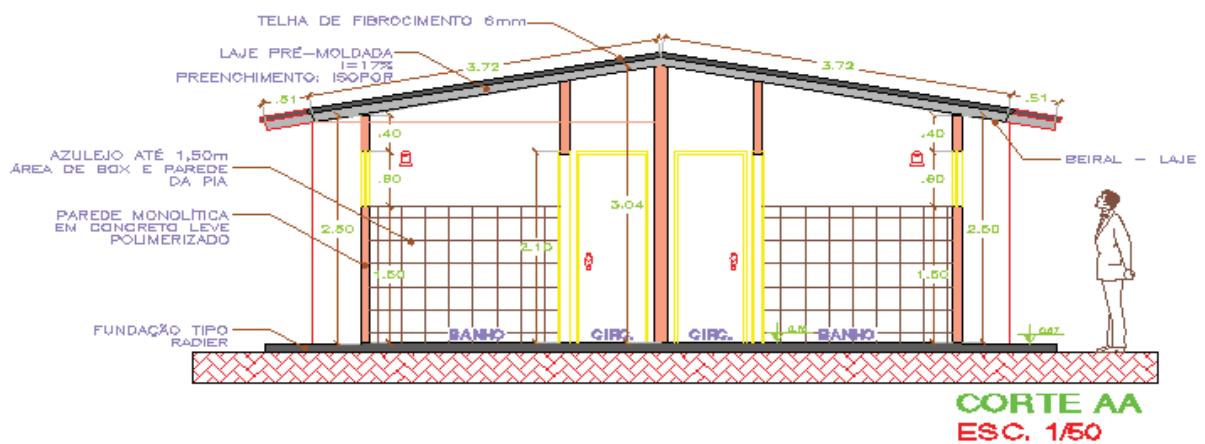 TELHA DE FIBROCIMENTO 6mm
LAJE PRÉ-MOLDADA
I=17%
PREENCHIMENTO: ISOPOR
3.72
3.72
.51
.51
.40
.40
AZULEJO ATÉ 1,50m
ÁREA DE BOX E PAREDE
DA PIA
BEIRAL - LAJE
.60
.60
3.04
PAREDE MONOLÍTICA
EM CONCRETO LEVE
POLIMERIZADO
2.50
2.10
2.50
1.50
1.50
FUNDAÇÃO TIPO
RADIER
BANHO
CIRC.
CIRC.
BANHO
CORTE AA
ESC. 1/50